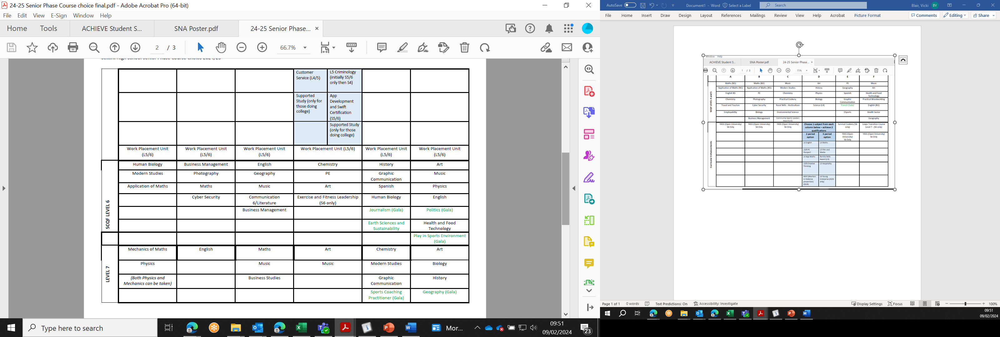 24-25 Senior Phase Course choice final.pdf - Adobe Acrobat Pro (64-bit)
File Edit View E-Sign Window Help
Home Tools ACHIEVE Student S... SNA Poster.pdf 24-25 Senior Phase... ×
2 / 3 66.7%
Customer Service (L4/5)
L5 Criminology (initially S5/6 only then S4)
Supported Study (only for those doing college)
App Development and Swift Certification (S5/6)
Supported Study (only for those doing college)
Work Placement Unit (L5/6) Work Placement Unit (L5/6) Work Placement Unit (L5/6) Work Placement Unit (L5/6) Work Placement Unit (L5/6) Work Placement Unit (L5/6)
SCQF LEVEL 6
Human Biology Business Management English Chemistry History Art
Modern Studies Photography Geography PE Graphic Communication Music
Application of Maths Maths Music Art Spanish Physics
Cyber Security Communication 6/Literature Exercise and Fitness Leadership (S6 only) Human Biology English
Business Management Journalism (Gala) Politics (Gala)
Earth Sciences and Sustainability Health and Food Technology
Play in Sports Environment (Gala)
LEVEL 7
Mechanics of Maths English Maths Art Chemistry Art
Physics Music Music Modern Studies Biology
(Both Physics and Mechanics can be taken) Business Studies Graphic Communication History
Sports Coaching Practitioner (Gala) Geography (Gala)
Type here to search
Mor...
09:51
09/02/2024
23
AutoSave Document1 - Word Select a Label Search Blair, Vicki BV
File Home Insert Draw Design Layout References Mailings Review View Help Acrobat Picture Format Comments Editing Share
Window Help
ACHIEVE Student S... SNA Poster.pdf 24-25 Senior Phase... ×
1 / 3 75%
A B C D E F
SCQF LEVEL 4 and 5
Maths (N5) Maths (N5) Music Art PE Music
Application of Maths (N5) Application of Maths (N5) Modern Studies History Geography Art
English N5 PE Chemistry Physics Spanish Health and Food Technology
Chemistry Photography Practical Cookery Biology Graphic Communication Practical Woodworking
Travel and Tourism Cyber Security Rural Skills - Horticulture Science (L4) French (Gala) English (N5)
Employability Biology Environmental Science ESports Health Sector
Business Management Community Sports Leaders Award (L5) Geography
Curricular Enhancements
YASS (Open University) S6 Only YASS (Open University) S6 Only YASS (Open University) S6 Only Choose 1 subject from each column below – achieve 2 qualifications Survival Cookery (S6 only) Leaps Transition Course Level 7 - (S6 only)
2 period option 3 period option YASS (Open University) S6 Only YASS (Open University) S6 Only
L4 English L4 Maths
L5/6 PC Passport L5 Film and Media
L4 App Maths Barista Skills Award (L5)
L5/6 Creative Thinking L5 Hospitality
MVP (Mentors in Violence prevention) (S5/6) L6 Young Enterprise (S5/6 only)
Page 1 of 1 0 words Text Predictions: On Accessibility: Investigate Display Settings Focus 100%
09:51
09/02/2024